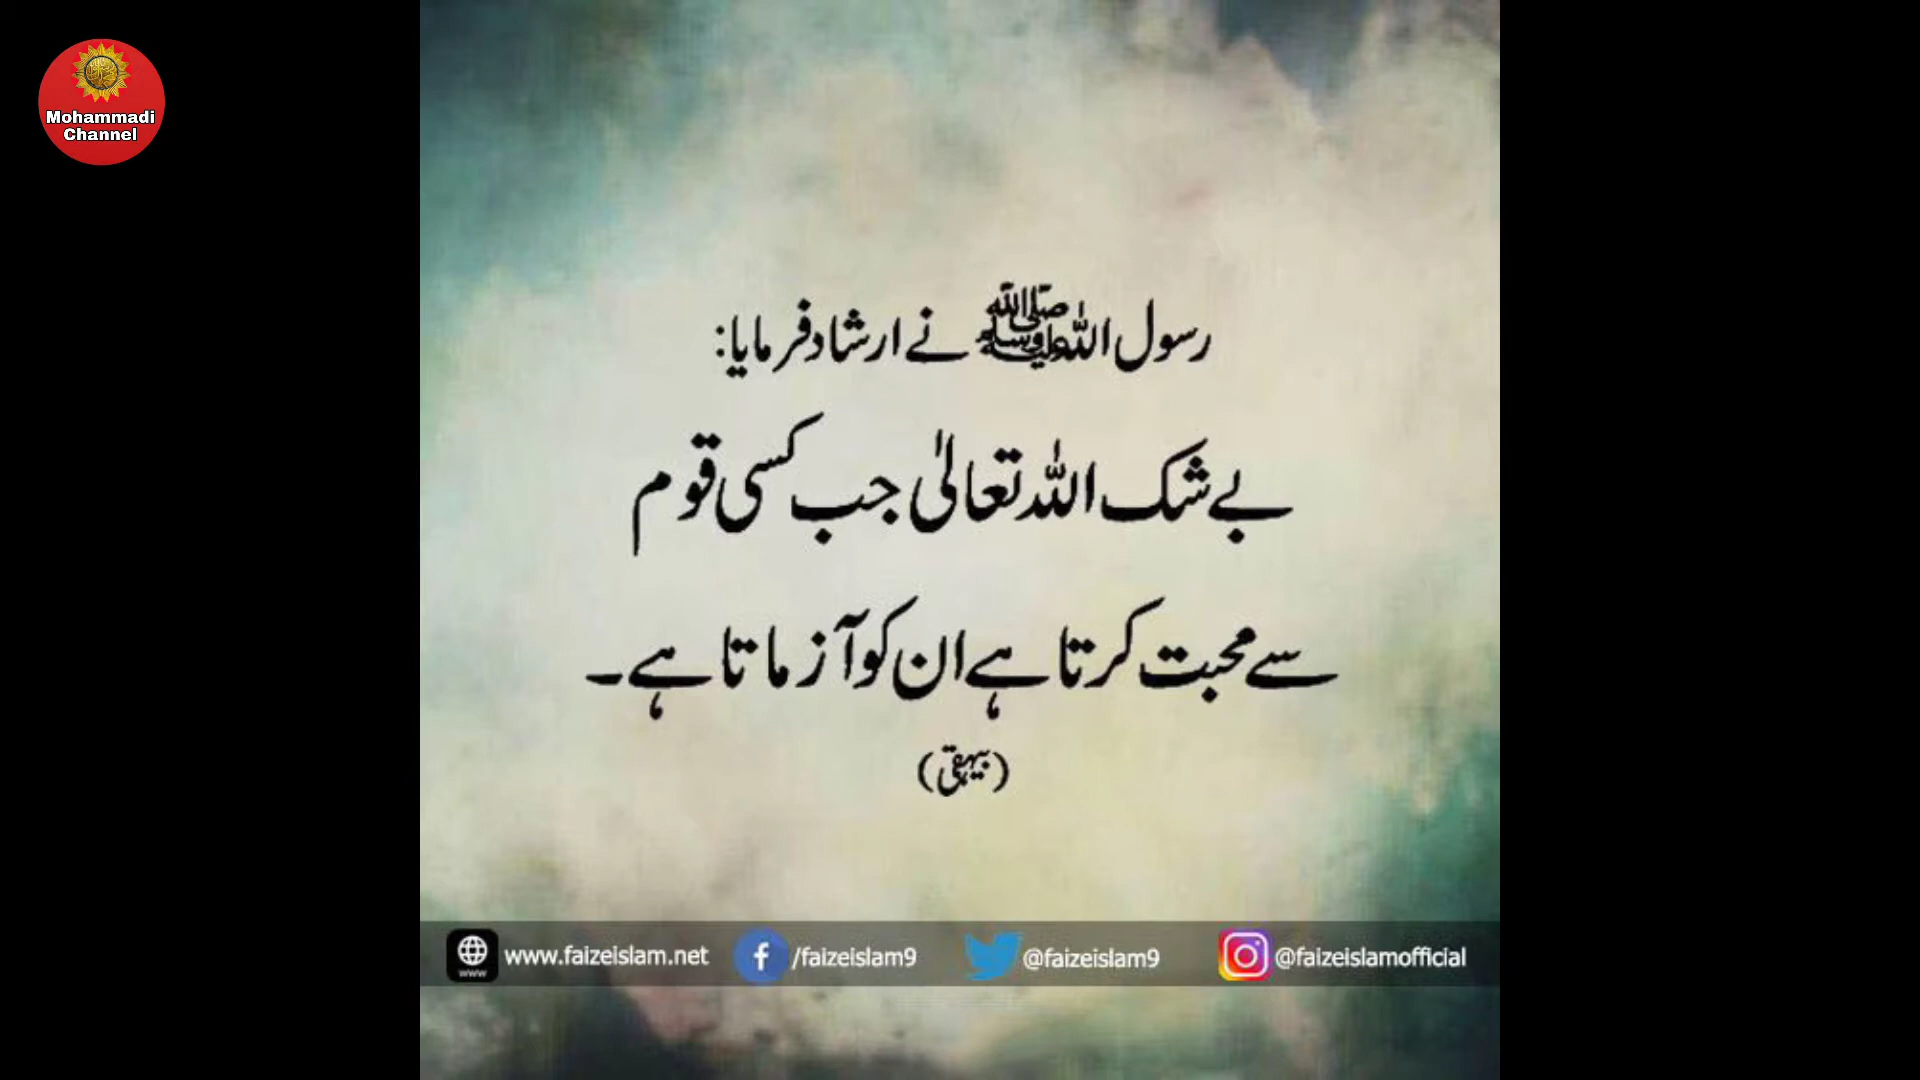 Mohammadi
Channel
رسول اللہ ﷺ نے ارشاد فرمایا:
بے شک اللہ تعالیٰ جب کسی قوم
سے محبت کرتا ہے ان کو آزماتا ہے۔
(بیہقی)
www www.faizeislam.net f /faizeislam9 @faizeislam9 @faizeislamofficial